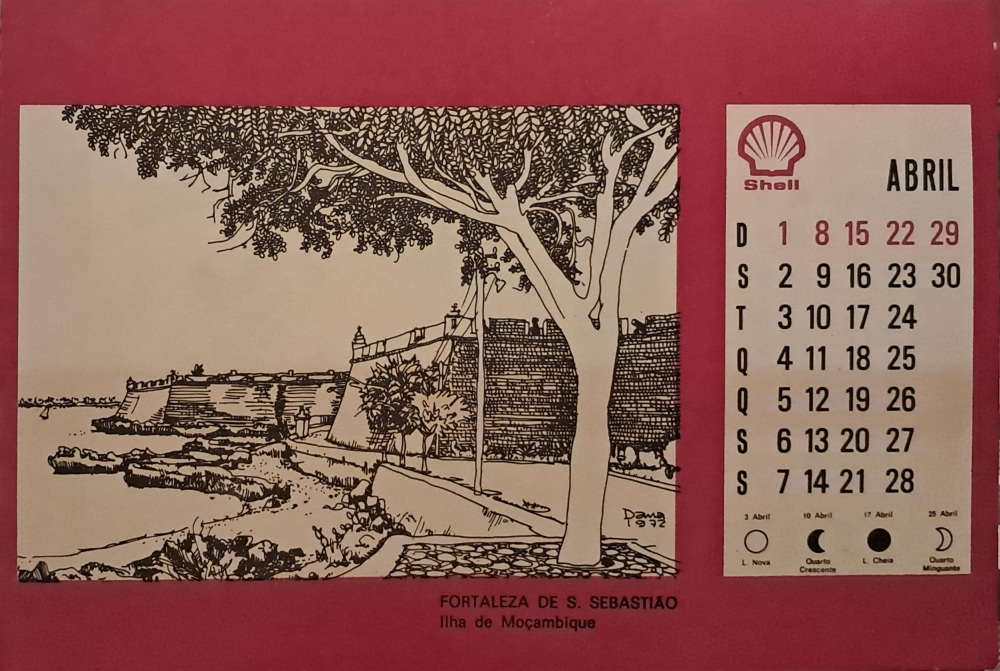 Shell
ABRIL
D 1 8 15 22 29
S 2 9 16 23 30
T 3 10 17 24
Q 4 11 18 25
Q 5 12 19 26
S 6 13 20 27
S 7 14 21 28
3 Abril 10 Abril 17 Abril 25 Abril
L. Nova Quarto Crescente L. Cheia Quarto Minguante
Dana
1972
FORTALEZA DE S. SEBASTIÃO
Ilha de Moçambique